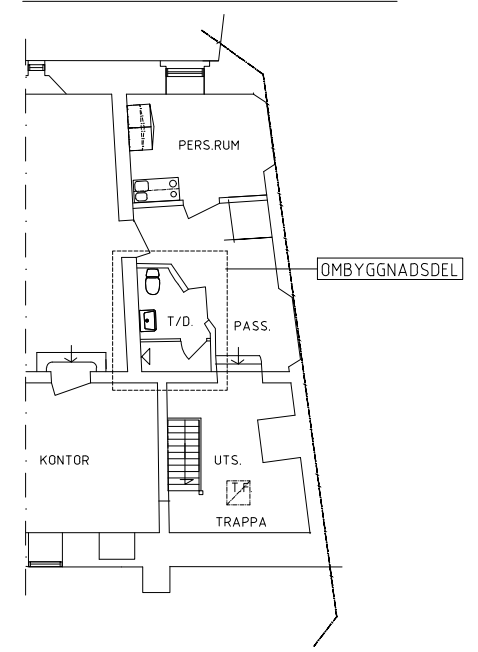 PERS.RUM
OMBYGGNADSDEL
T/D.
PASS.
KONTOR
UTS.
T.F.
TRAPPA